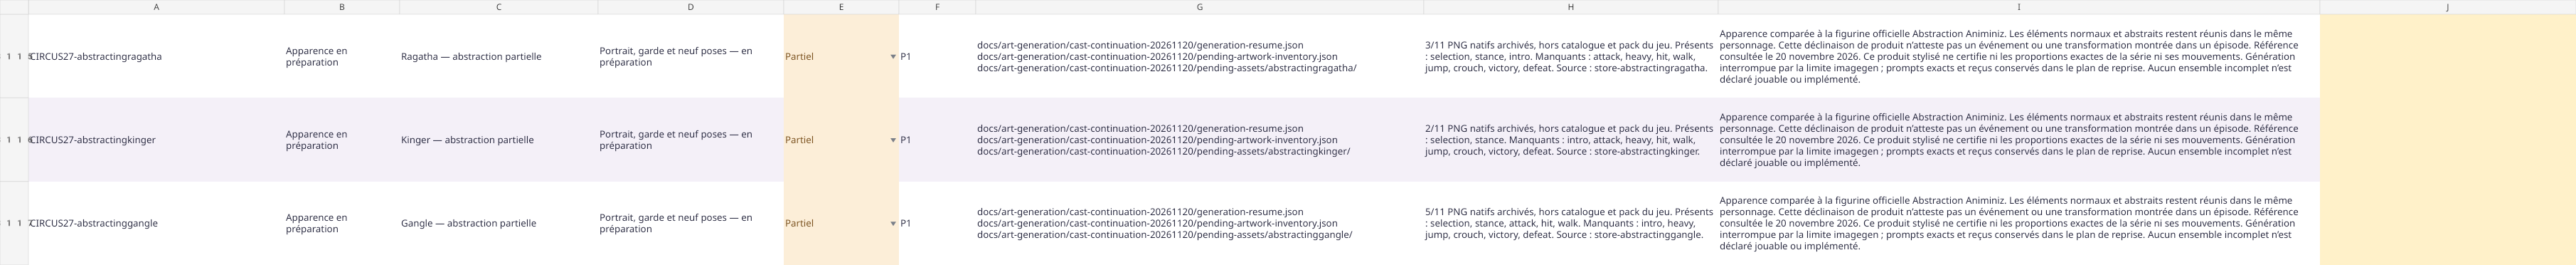 A B C D E F G H I J
CIRCUS27-abstractingragatha
Apparence en
préparation
Ragatha — abstraction partielle
Portrait, garde et neuf poses — en
préparation
Partiel
P1
docs/art-generation/cast-continuation-20261120/generation-resume.json
docs/art-generation/cast-continuation-20261120/pending-artwork-inventory.json
docs/art-generation/cast-continuation-20261120/pending-assets/abstractingragatha/
3/11 PNG natifs archivés, hors catalogue et pack du jeu. Présents
: selection, stance, intro. Manquants : attack, heavy, hit, walk,
jump, crouch, victory, defeat. Source : store-abstractingragatha.
Apparence comparée à la figurine officielle Abstraction Animiniz. Les éléments normaux et abstraits restent réunis dans le même
personnage. Cette déclinaison de produit n’atteste pas un événement ou une transformation montrée dans un épisode. Référence
consultée le 20 novembre 2026. Ce produit stylisé ne certifie ni les proportions exactes de la série ni ses mouvements. Génération
interrompue par la limite imagegen ; prompts exacts et reçus conservés dans le plan de reprise. Aucun ensemble incomplet n’est
déclaré jouable ou implémenté.
CIRCUS27-abstractingkinger
Apparence en
préparation
Kinger — abstraction partielle
Portrait, garde et neuf poses — en
préparation
Partiel
P1
docs/art-generation/cast-continuation-20261120/generation-resume.json
docs/art-generation/cast-continuation-20261120/pending-artwork-inventory.json
docs/art-generation/cast-continuation-20261120/pending-assets/abstractingkinger/
2/11 PNG natifs archivés, hors catalogue et pack du jeu. Présents
: selection, stance. Manquants : intro, attack, heavy, hit, walk,
jump, crouch, victory, defeat. Source : store-abstractingkinger.
Apparence comparée à la figurine officielle Abstraction Animiniz. Les éléments normaux et abstraits restent réunis dans le même
personnage. Cette déclinaison de produit n’atteste pas un événement ou une transformation montrée dans un épisode. Référence
consultée le 20 novembre 2026. Ce produit stylisé ne certifie ni les proportions exactes de la série ni ses mouvements. Génération
interrompue par la limite imagegen ; prompts exacts et reçus conservés dans le plan de reprise. Aucun ensemble incomplet n’est
déclaré jouable ou implémenté.
CIRCUS27-abstractinggangle
Apparence en
préparation
Gangle — abstraction partielle
Portrait, garde et neuf poses — en
préparation
Partiel
P1
docs/art-generation/cast-continuation-20261120/generation-resume.json
docs/art-generation/cast-continuation-20261120/pending-artwork-inventory.json
docs/art-generation/cast-continuation-20261120/pending-assets/abstractinggangle/
5/11 PNG natifs archivés, hors catalogue et pack du jeu. Présents
: selection, stance, attack, hit, walk. Manquants : intro, heavy,
jump, crouch, victory, defeat. Source : store-abstractinggangle.
Apparence comparée à la figurine officielle Abstraction Animiniz. Les éléments normaux et abstraits restent réunis dans le même
personnage. Cette déclinaison de produit n’atteste pas un événement ou une transformation montrée dans un épisode. Référence
consultée le 20 novembre 2026. Ce produit stylisé ne certifie ni les proportions exactes de la série ni ses mouvements. Génération
interrompue par la limite imagegen ; prompts exacts et reçus conservés dans le plan de reprise. Aucun ensemble incomplet n’est
déclaré jouable ou implémenté.